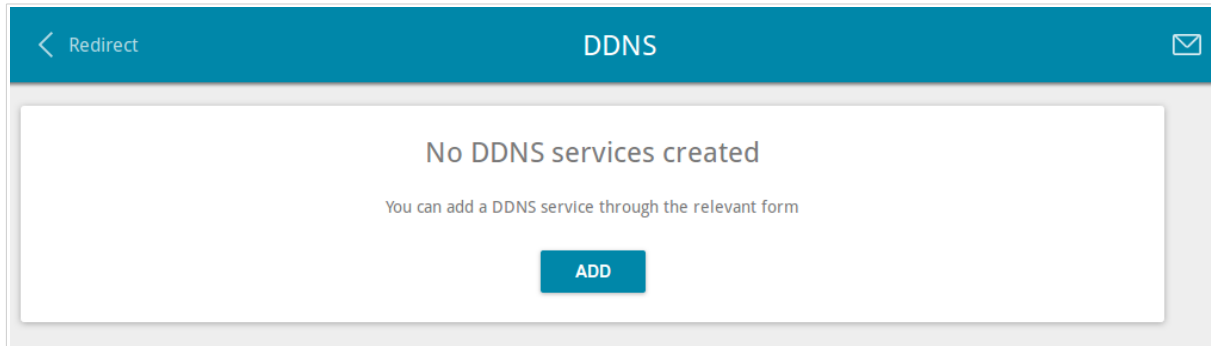 Redirect
DDNS
No DDNS services created
You can add a DDNS service through the relevant form
ADD